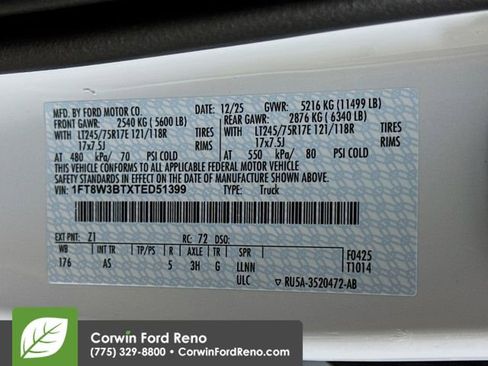 MFD. BY FORD MOTOR CO. 12/25 GVWR: 5216 KG (11499 LB)
FRONT GAWR: 2540 KG ( 5600 LB) REAR GAWR: 2876 KG ( 6340 LB)
WITH LT245/75R17E 121/118R TIRES WITH LT245/75R17E 121/118R TIRES
17x7.5J RIMS 17x7.5J RIMS
AT 480 kPa/ 70 PSI COLD AT 550 kPa/ 80 PSI COLD
THIS VEHICLE CONFORMS TO ALL APPLICABLE FEDERAL MOTOR VEHICLE
SAFETY STANDARDS IN EFFECT ON THE DATE OF MANUFACTURE SHOWN ABOVE.
VIN: 1FT8W3BTXTED51399 TYPE: Truck
EXT PNT: Z1 RC: 72 DSO:
WB INT TR TP/PS R AXLE TR SPR F0425
176 AS 5 3H G LLNN T1014
ULC ▽ RU5A-3520472-AB
Corwin Ford Reno
(775) 329-8800 • CorwinFordReno.com